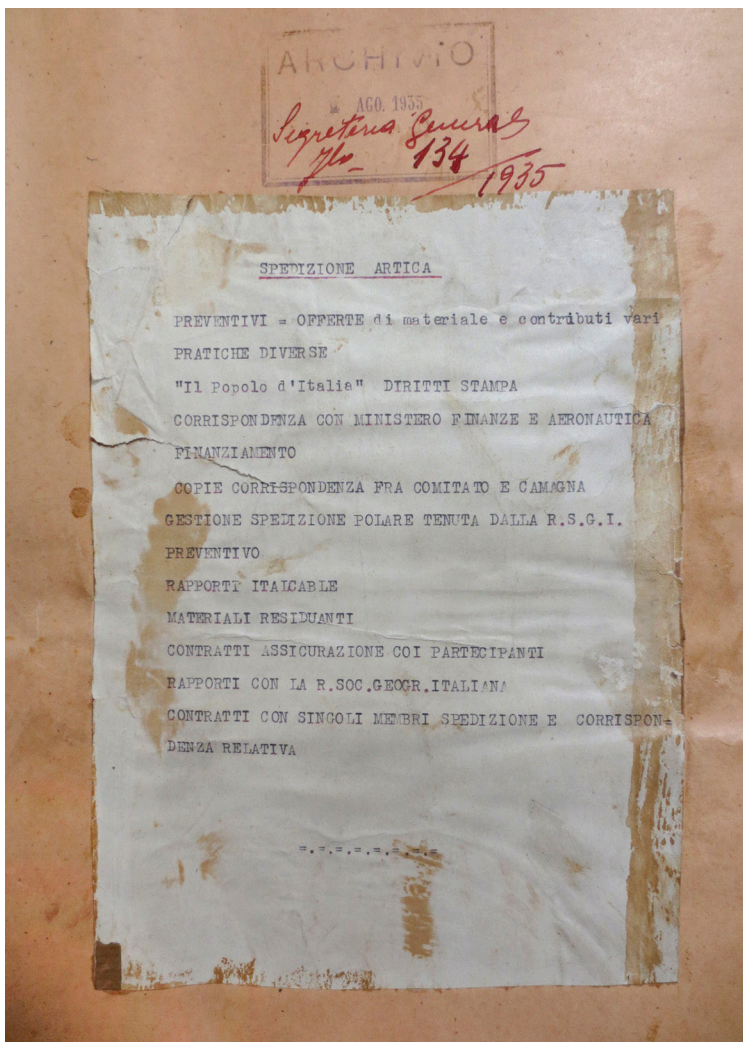 ARCHIVIO
AGO. 1935
Segreteria Generale
134
1935
SPEDIZIONE ARTICA
PREVENTIVI = OFFERTE di materiale e contributi vari
PRATICHE DIVERSE
"Il Popolo d'Italia" DIRITTI STAMPA
CORRISPONDENZA CON MINISTERO FINANZE E AERONAUTICA
FINANZIAMENTO
COPIE CORRISPONDENZA FRA COMITATO E CAMAGNA
GESTIONE SPEDIZIONE POLARE TENUTA DALLA R.S.G.I.
PREVENTIVO
RAPPORTI ITALCABLE
MATERIALI RESIDUANTI
CONTRATTI ASSICURAZIONE COI PARTECIPANTI
RAPPORTI CON LA R.SOC.GEOGR.ITALIANA
CONTRATTI CON SINGOLI MEMBRI SPEDIZIONE E CORRISPON=
DENZA RELATIVA
=.=.=.=.=.=.=.=